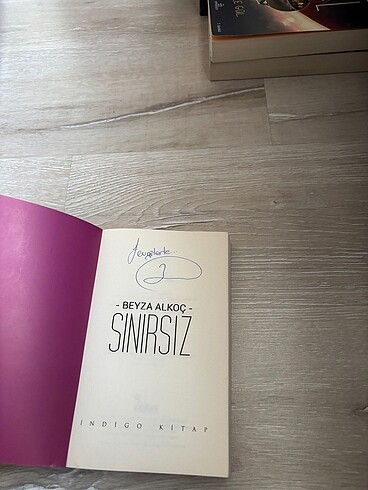 Sevgilerle...
- BEYZA ALKOÇ -
SINIRSIZ
İNDİGO KİTAP